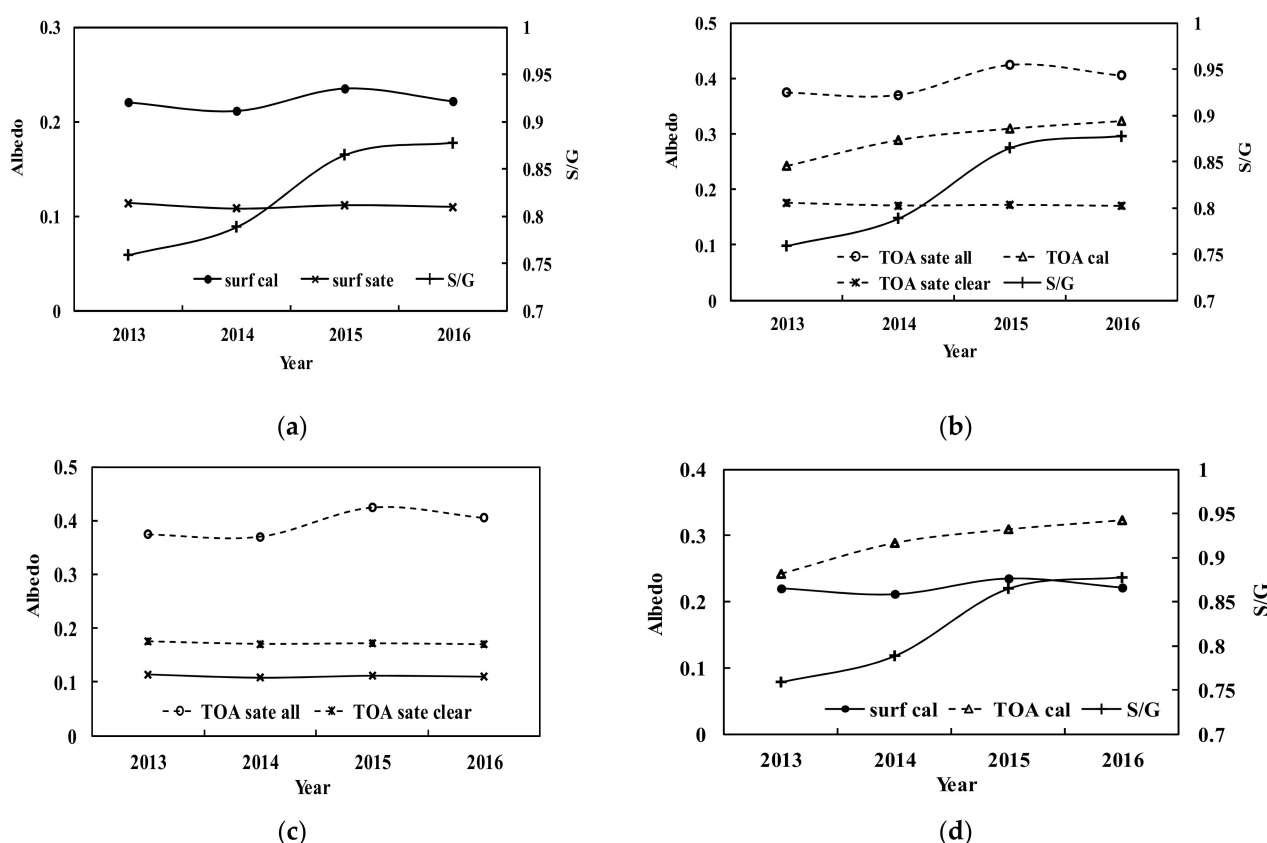 0.3
0.2
0.1
0
Albedo
1
0.95
0.9
0.85
0.8
0.75
0.7
S/G
surf cal surf sate S/G
2013 2014 2015 2016
Year
(a)
0.5
0.4
0.3
0.2
0.1
0
Albedo
1
0.95
0.9
0.85
0.8
0.75
0.7
S/G
TOA sate all TOA cal
TOA sate clear S/G
2013 2014 2015 2016
Year
(b)
0.5
0.4
0.3
0.2
0.1
0
Albedo
TOA sate all TOA sate clear
2013 2014 2015 2016
Year
(c)
0.4
0.3
0.2
0.1
0
Albedo
1
0.95
0.9
0.85
0.8
0.75
0.7
S/G
surf cal TOA cal S/G
2013 2014 2015 2016
Year
(d)